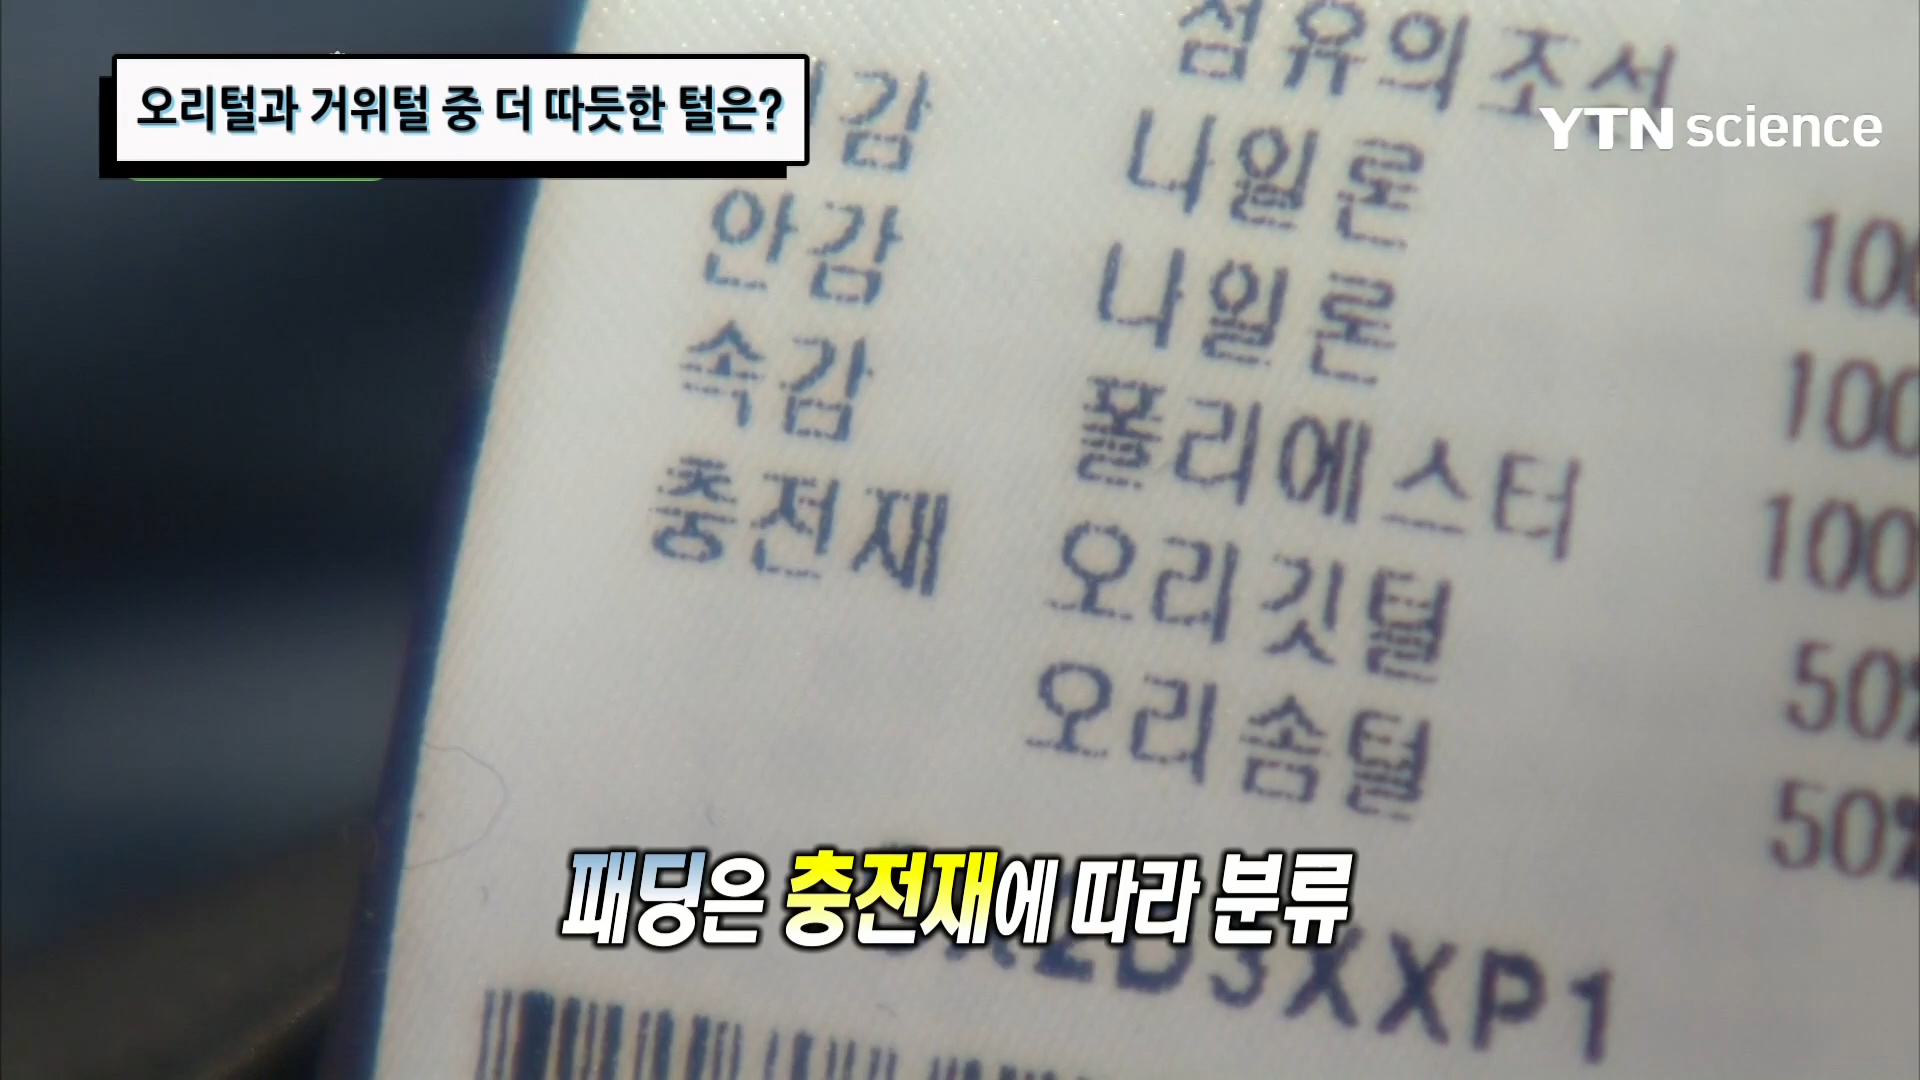 오리털과 거위털 중 더 따듯한 털은?
YTN science
섬유의조성
감 나일론 100
안감 나일론 100
속감 폴리에스터 100
충전재 오리깃털 50%
오리솜털 50%
패딩은 충전재에 따라 분류
3XXP1